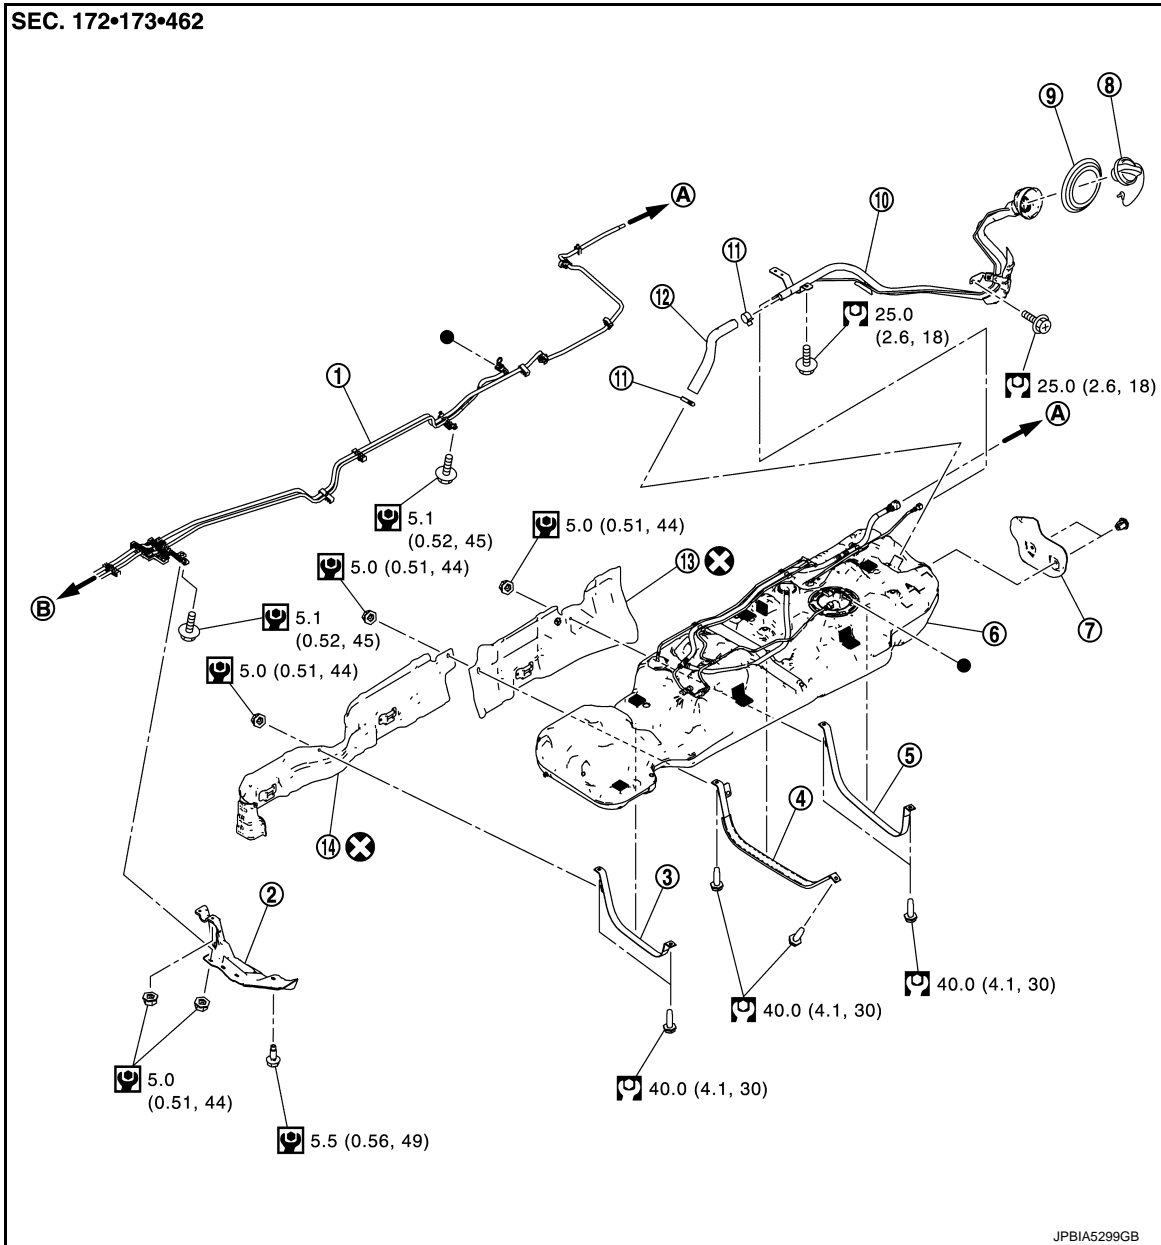 SEC. 172•173•462
⑧
⑨
⑩
Ⓐ
⑪
⑫
25.0
(2.6, 18)
①
⑪
25.0 (2.6, 18)
Ⓐ
5.1
(0.52, 45)
5.0 (0.51, 44)
5.0 (0.51, 44)
⑬
Ⓑ
5.1
(0.52, 45)
⑥
⑦
5.0 (0.51, 44)
⑤
④
⑭
③
②
40.0 (4.1, 30)
40.0 (4.1, 30)
5.0
(0.51, 44)
40.0 (4.1, 30)
5.5 (0.56, 49)
JPBIA5299GB